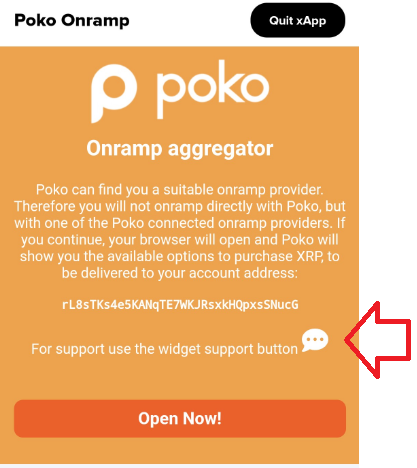 Poko Onramp
Quit xApp
poko
Onramp aggregator
Poko can find you a suitable onramp provider.
Therefore you will not onramp directly with Poko, but
with one of the Poko connected onramp providers. If
you continue, your browser will open and Poko will
show you the available options to purchase XRP, to
be delivered to your account address:
rL8sTKs4e5KANqTE7WKJRsxkHQpxsSNucG
For support use the widget support button
Open Now!